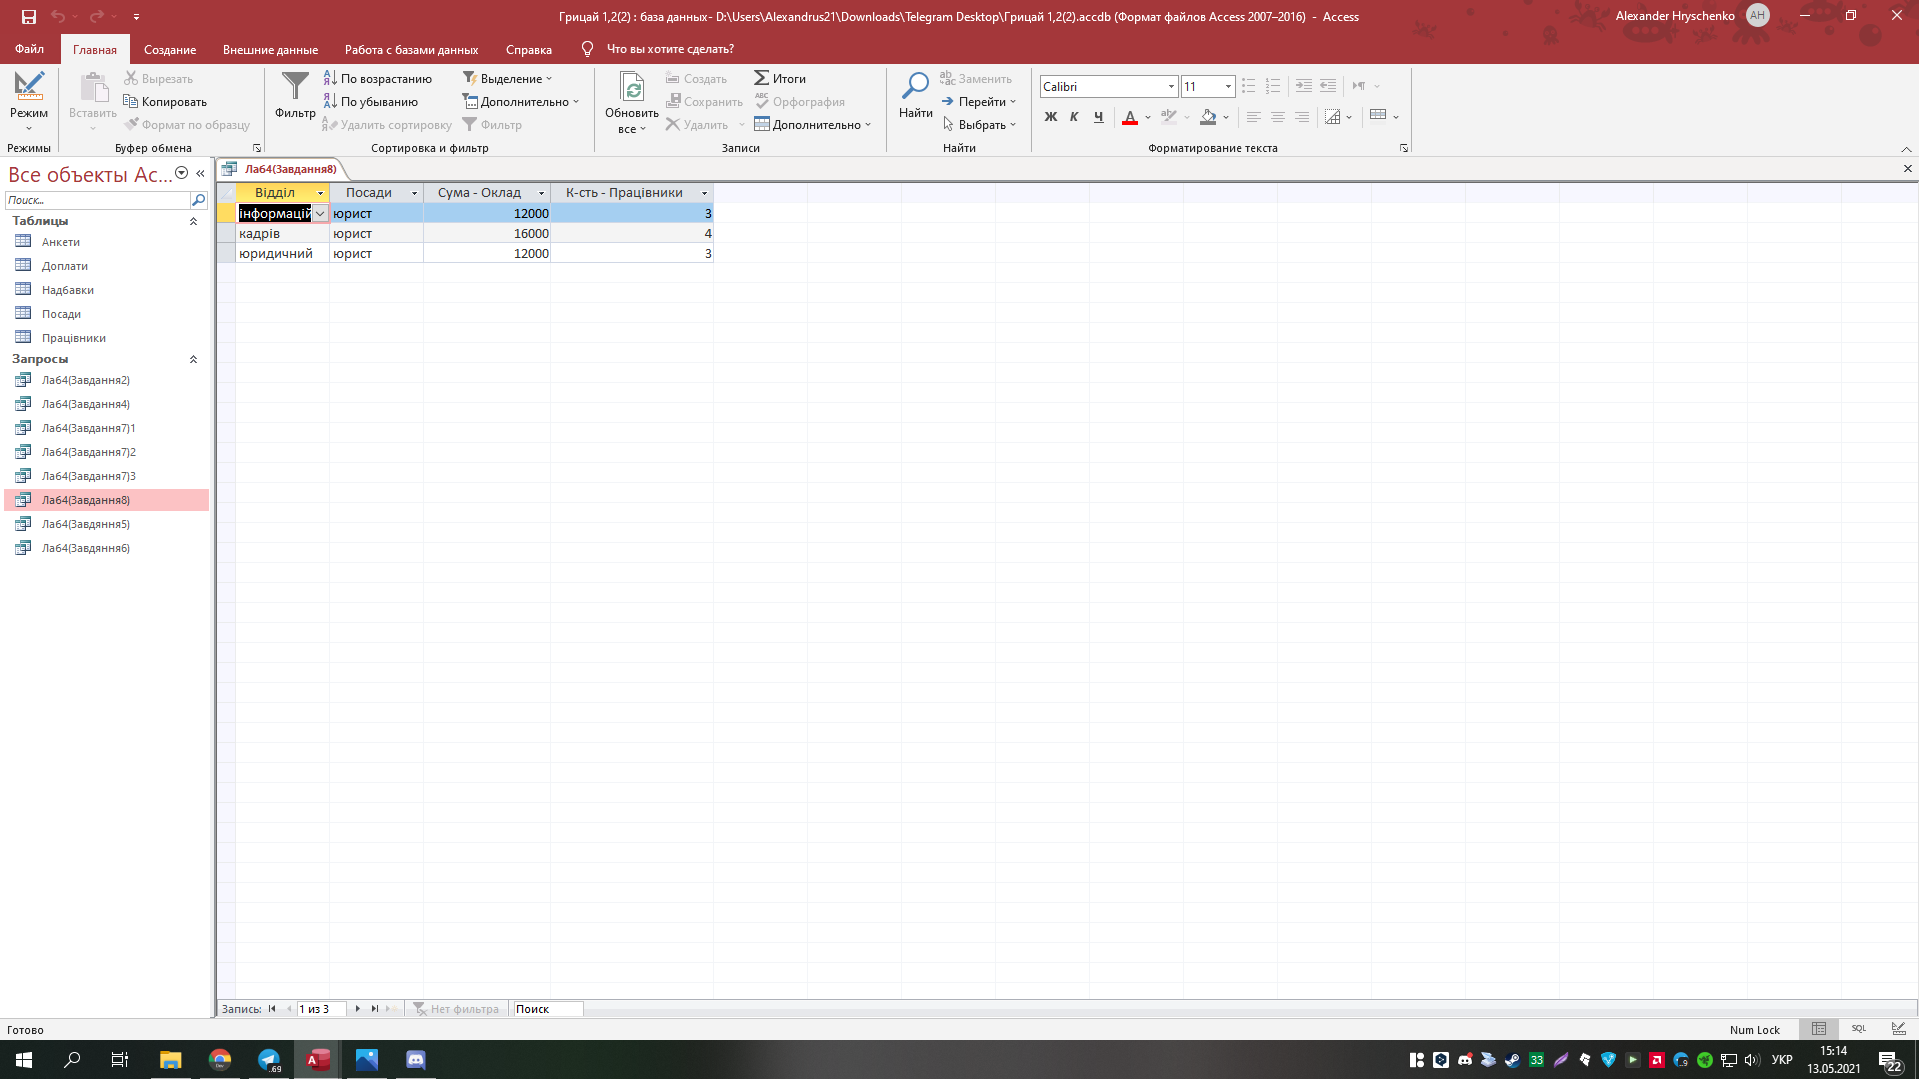 Грицай 1,2(2) : база данных- D:\Users\Alexandrus21\Downloads\Telegram Desktop\Грицай 1,2(2).accdb (Формат файлов Access 2007–2016) - Access
Alexander Hryschenko
AH
Файл Главная Создание Внешние данные Работа с базами данных Справка Что вы хотите сделать?
Режим
Режимы
Вставить
Вырезать
Копировать
Формат по образцу
Буфер обмена
Фильтр
По возрастанию
По убыванию
Удалить сортировку
Выделение
Дополнительно
Фильтр
Сортировка и фильтр
Обновить
все
Создать
Сохранить
Удалить
Итоги
Орфография
Дополнительно
Записи
Найти
Заменить
Перейти
Выбрать
Найти
Calibri 11
Ж К Ч А
Форматирование текста
Все объекты Ac...
Поиск...
Таблицы
Анкети
Доплати
Надбавки
Посади
Працівники
Запросы
Лаб4(Завдання2)
Лаб4(Завдання4)
Лаб4(Завдання7)1
Лаб4(Завдання7)2
Лаб4(Завдання7)3
Лаб4(Завдання8)
Лаб4(Завдяння5)
Лаб4(Завдяння6)
Лаб4(Завдання8)
Відділ Посади Сума - Оклад К-сть - Працівники
інформацій юрист 12000 3
кадрів юрист 16000 4
юридичний юрист 12000 3
Запись: 1 из 3 Нет фильтра Поиск
Готово
Num Lock
SQL
..69
33
УКР
15:14
13.05.2021
22